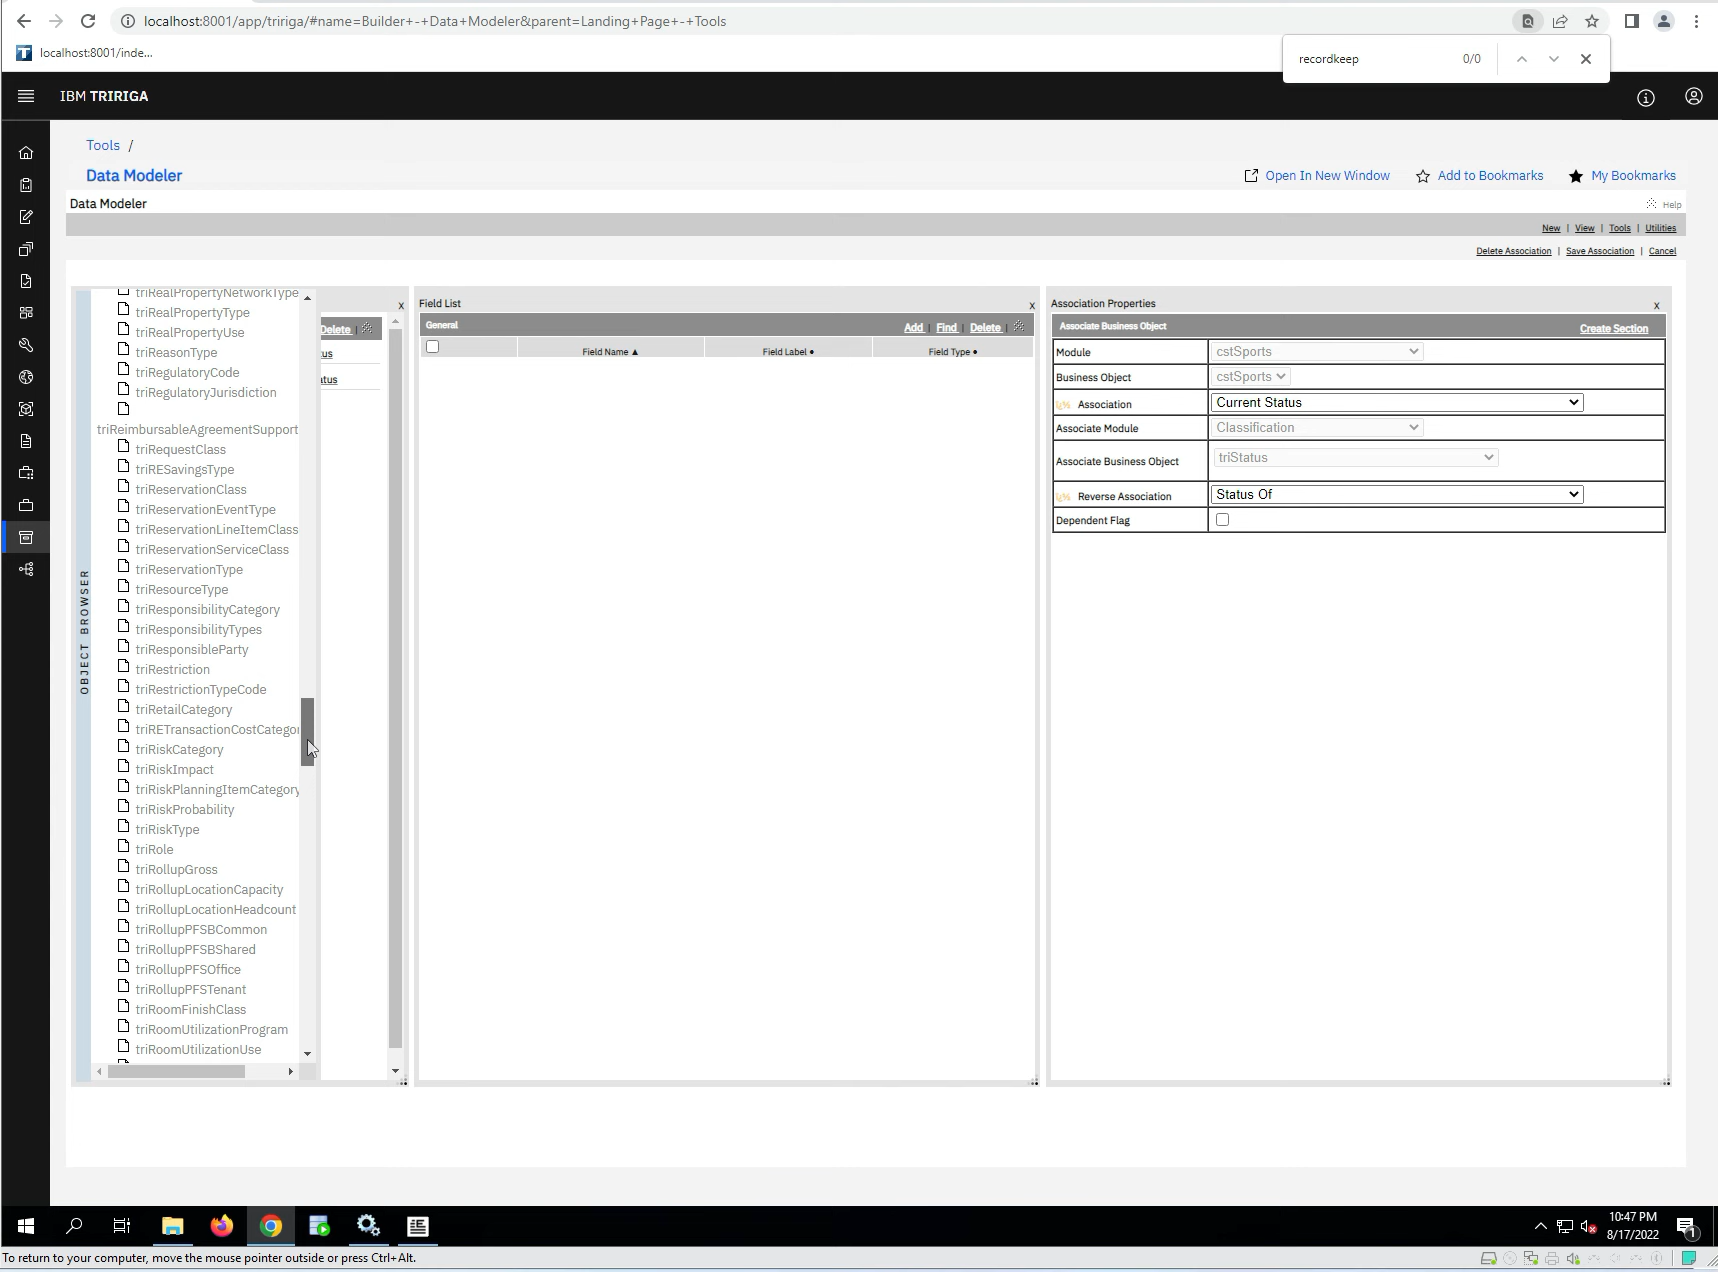 localhost:8001/app/tririga/#name=Builder+-+Data+Modeler&parent=Landing+Page+-+Tools
localhost:8001/inde...
recordkeep 0/0
IBM TRIRIGA
Tools /
Data Modeler
Open In New Window Add to Bookmarks My Bookmarks
Data Modeler
Help
New | View | Tools | Utilities
Delete Association | Save Association | Cancel
OBJECT BROWSER
triRealPropertyNetworkType
triRealPropertyType
triRealPropertyUse
triReasonType
triRegulatoryCode
triRegulatoryJurisdiction
triReimbursableAgreementSupport
triRequestClass
triRESavingsType
triReservationClass
triReservationEventType
triReservationLineItemClass
triReservationServiceClass
triReservationType
triResourceType
triResponsibilityCategory
triResponsibilityTypes
triResponsibleParty
triRestriction
triRestrictionTypeCode
triRetailCategory
triRETransactionCostCategor
triRiskCategory
triRiskImpact
triRiskPlanningItemCategory
triRiskProbability
triRiskType
triRole
triRollupGross
triRollupLocationCapacity
triRollupLocationHeadcount
triRollupPFSBCommon
triRollupPFSBShared
triRollupPFSOffice
triRollupPFSTenant
triRoomFinishClass
triRoomUtilizationProgram
triRoomUtilizationUse
x
Delete |
us
atus
Field List x
General Add | Find | Delete |
Field Name ▲ Field Label • Field Type •
Association Properties x
Associate Business Object Create Section
Module cstSports
Business Object cstSports
Association Current Status
Associate Module Classification
Associate Business Object triStatus
Reverse Association Status Of
Dependent Flag
10:47 PM
8/17/2022
1
To return to your computer, move the mouse pointer outside or press Ctrl+Alt.